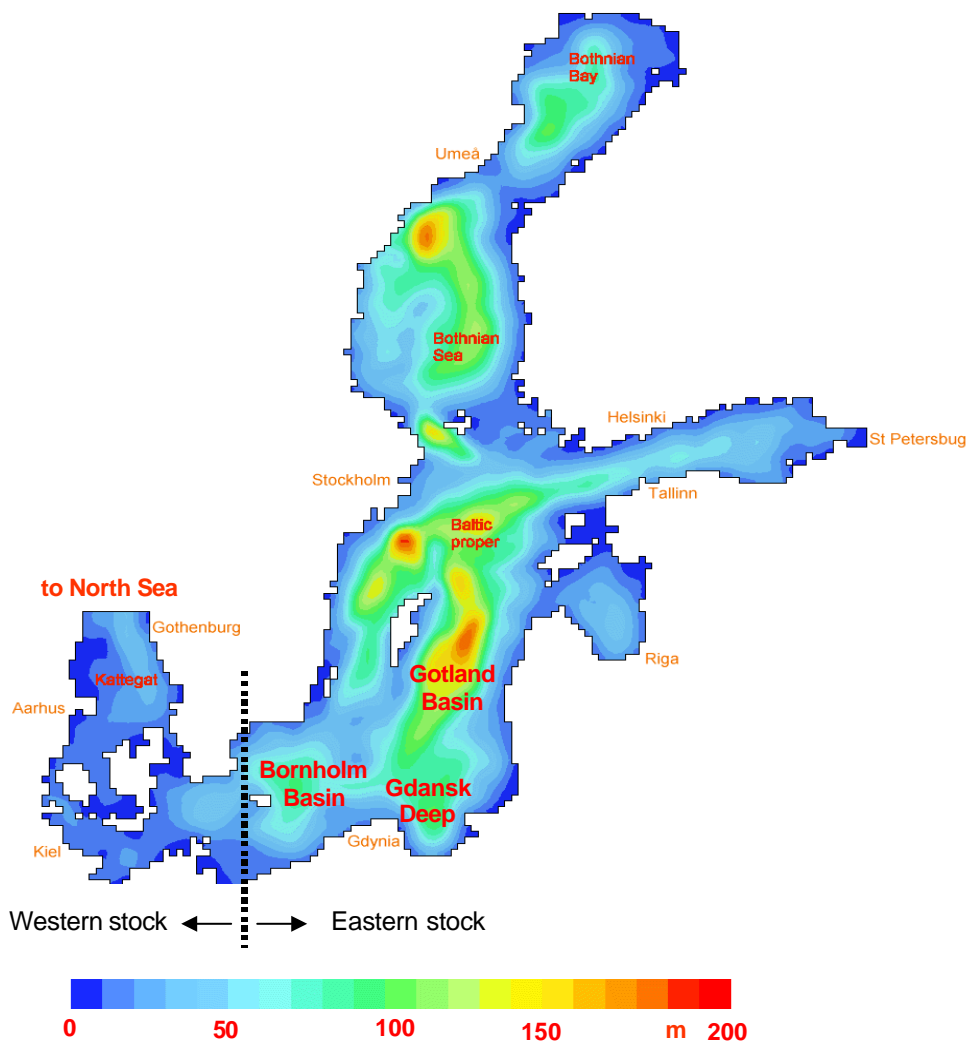 Bothnian
Bay
Umeå
Bothnian
Sea
Helsinki
St Petersbug
Stockholm
Tallinn
Baltic
proper
to North Sea
Gothenburg
Riga
Kattegat
Gotland
Basin
Aarhus
Bornholm
Basin
Gdansk
Deep
Gdynia
Kiel
Western stock
Eastern stock
0 50 100 150 m 200